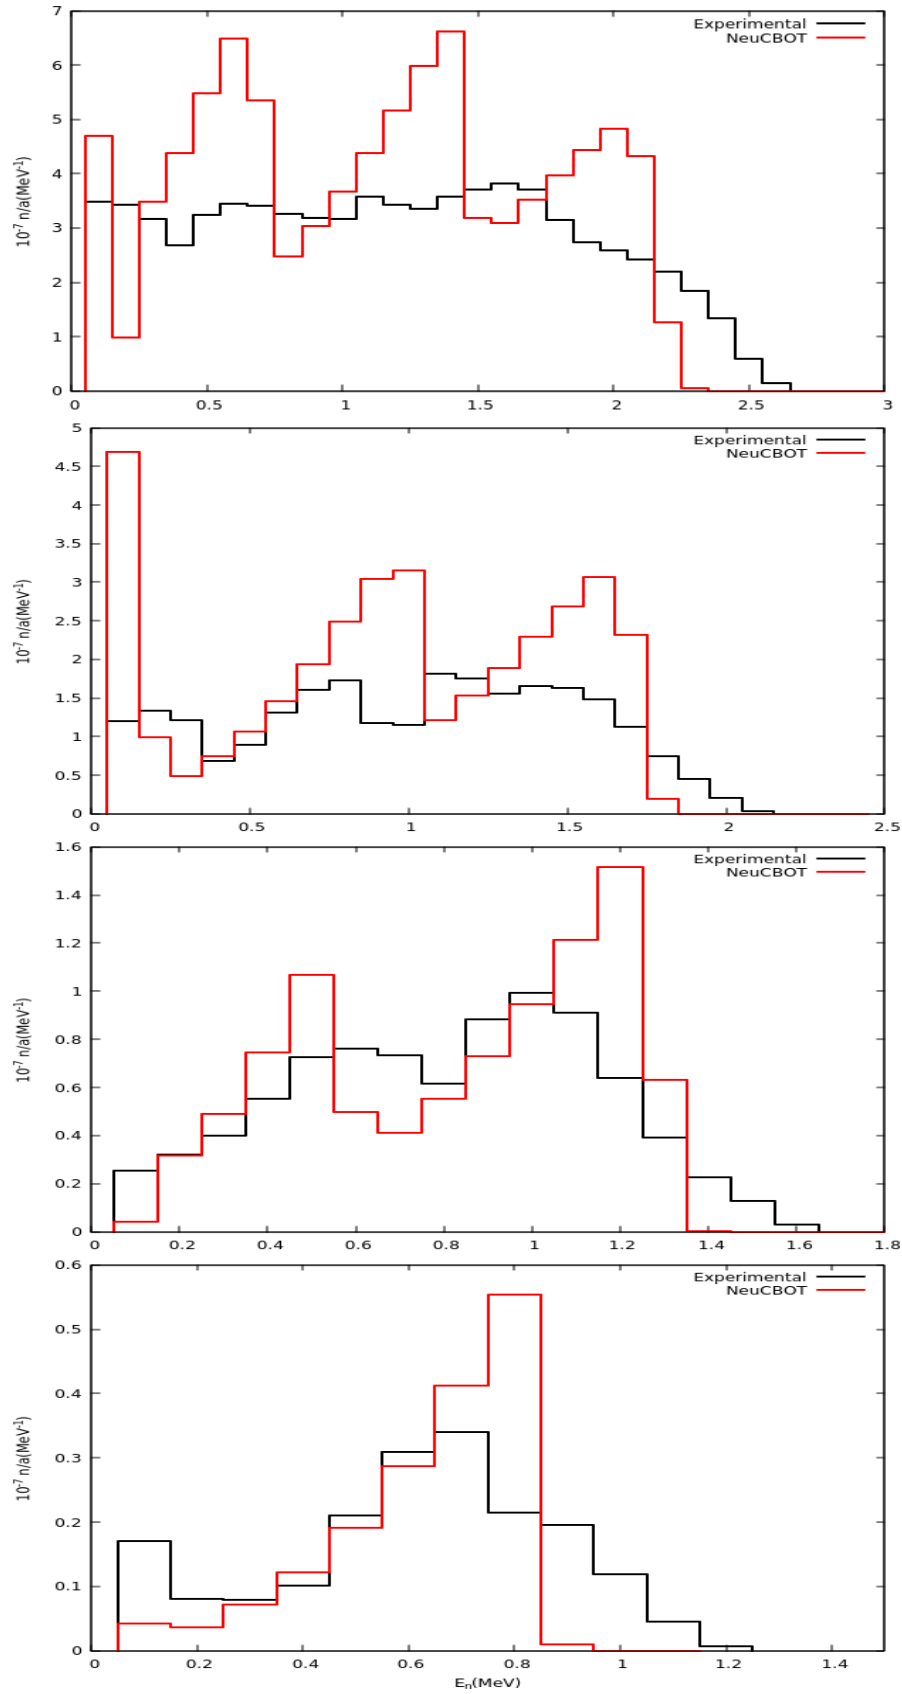 7
Experimental
NeuCBOT
6
5
4
3
2
1
0
10⁻⁷ n/a(MeV⁻¹)
0 0.5 1 1.5 2 2.5 3
5
Experimental
NeuCBOT
4.5
4
3.5
3
2.5
2
1.5
1
0.5
0
10⁻⁷ n/a(MeV⁻¹)
0 0.5 1 1.5 2 2.5
1.6
Experimental
NeuCBOT
1.4
1.2
1
0.8
0.6
0.4
0.2
0
10⁻⁷ n/a(MeV⁻¹)
0 0.2 0.4 0.6 0.8 1 1.2 1.4 1.6 1.8
0.6
Experimental
NeuCBOT
0.5
0.4
0.3
0.2
0.1
0
10⁻⁷ n/a(MeV⁻¹)
0 0.2 0.4 0.6 0.8 1 1.2 1.4
Eₙ(MeV)